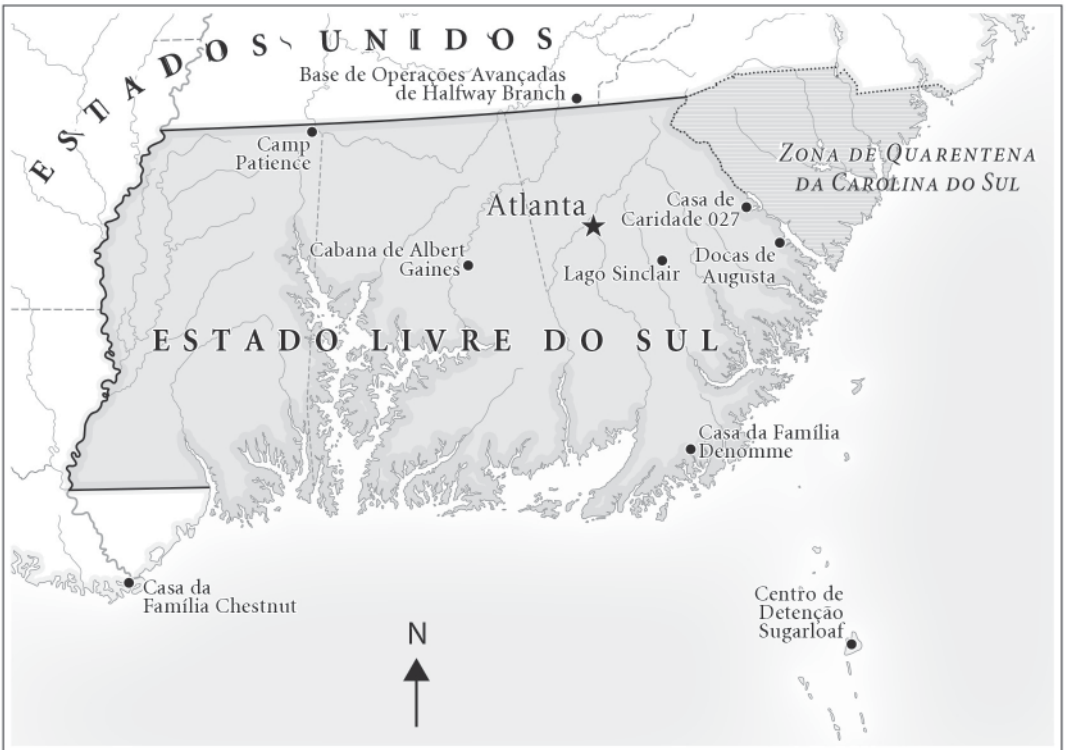 ESTADOS UNIDOS
Base de Operações Avançadas
de Halfway Branch
Camp
Patience
ZONA DE QUARENTENA
DA CAROLINA DO SUL
Atlanta
Casa de
Caridade 027
Cabana de Albert
Gaines
Lago Sinclair
Docas de
Augusta
ESTADO LIVRE DO SUL
Casa da Família
Denomme
Casa da
Família Chestnut
Centro de
Detenção
Sugarloaf
N